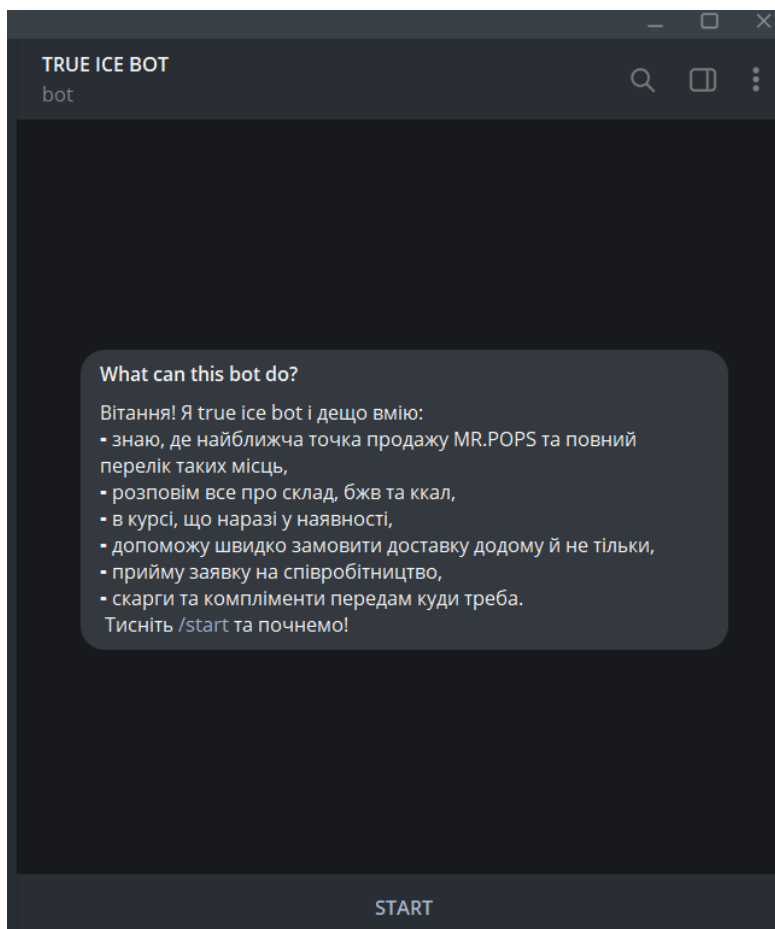 TRUE ICE BOT
bot
What can this bot do?
Вітання! Я true ice bot і дещо вмію:
- знаю, де найближча точка продажу MR.POPS та повний
перелік таких місць,
- розповім все про склад, бжв та ккал,
- в курсі, що наразі у наявності,
- допоможу швидко замовити доставку додому й не тільки,
- прийму заявку на співробітництво,
- скарги та компліменти передам куди треба.
Тисніть /start та почнемо!
START